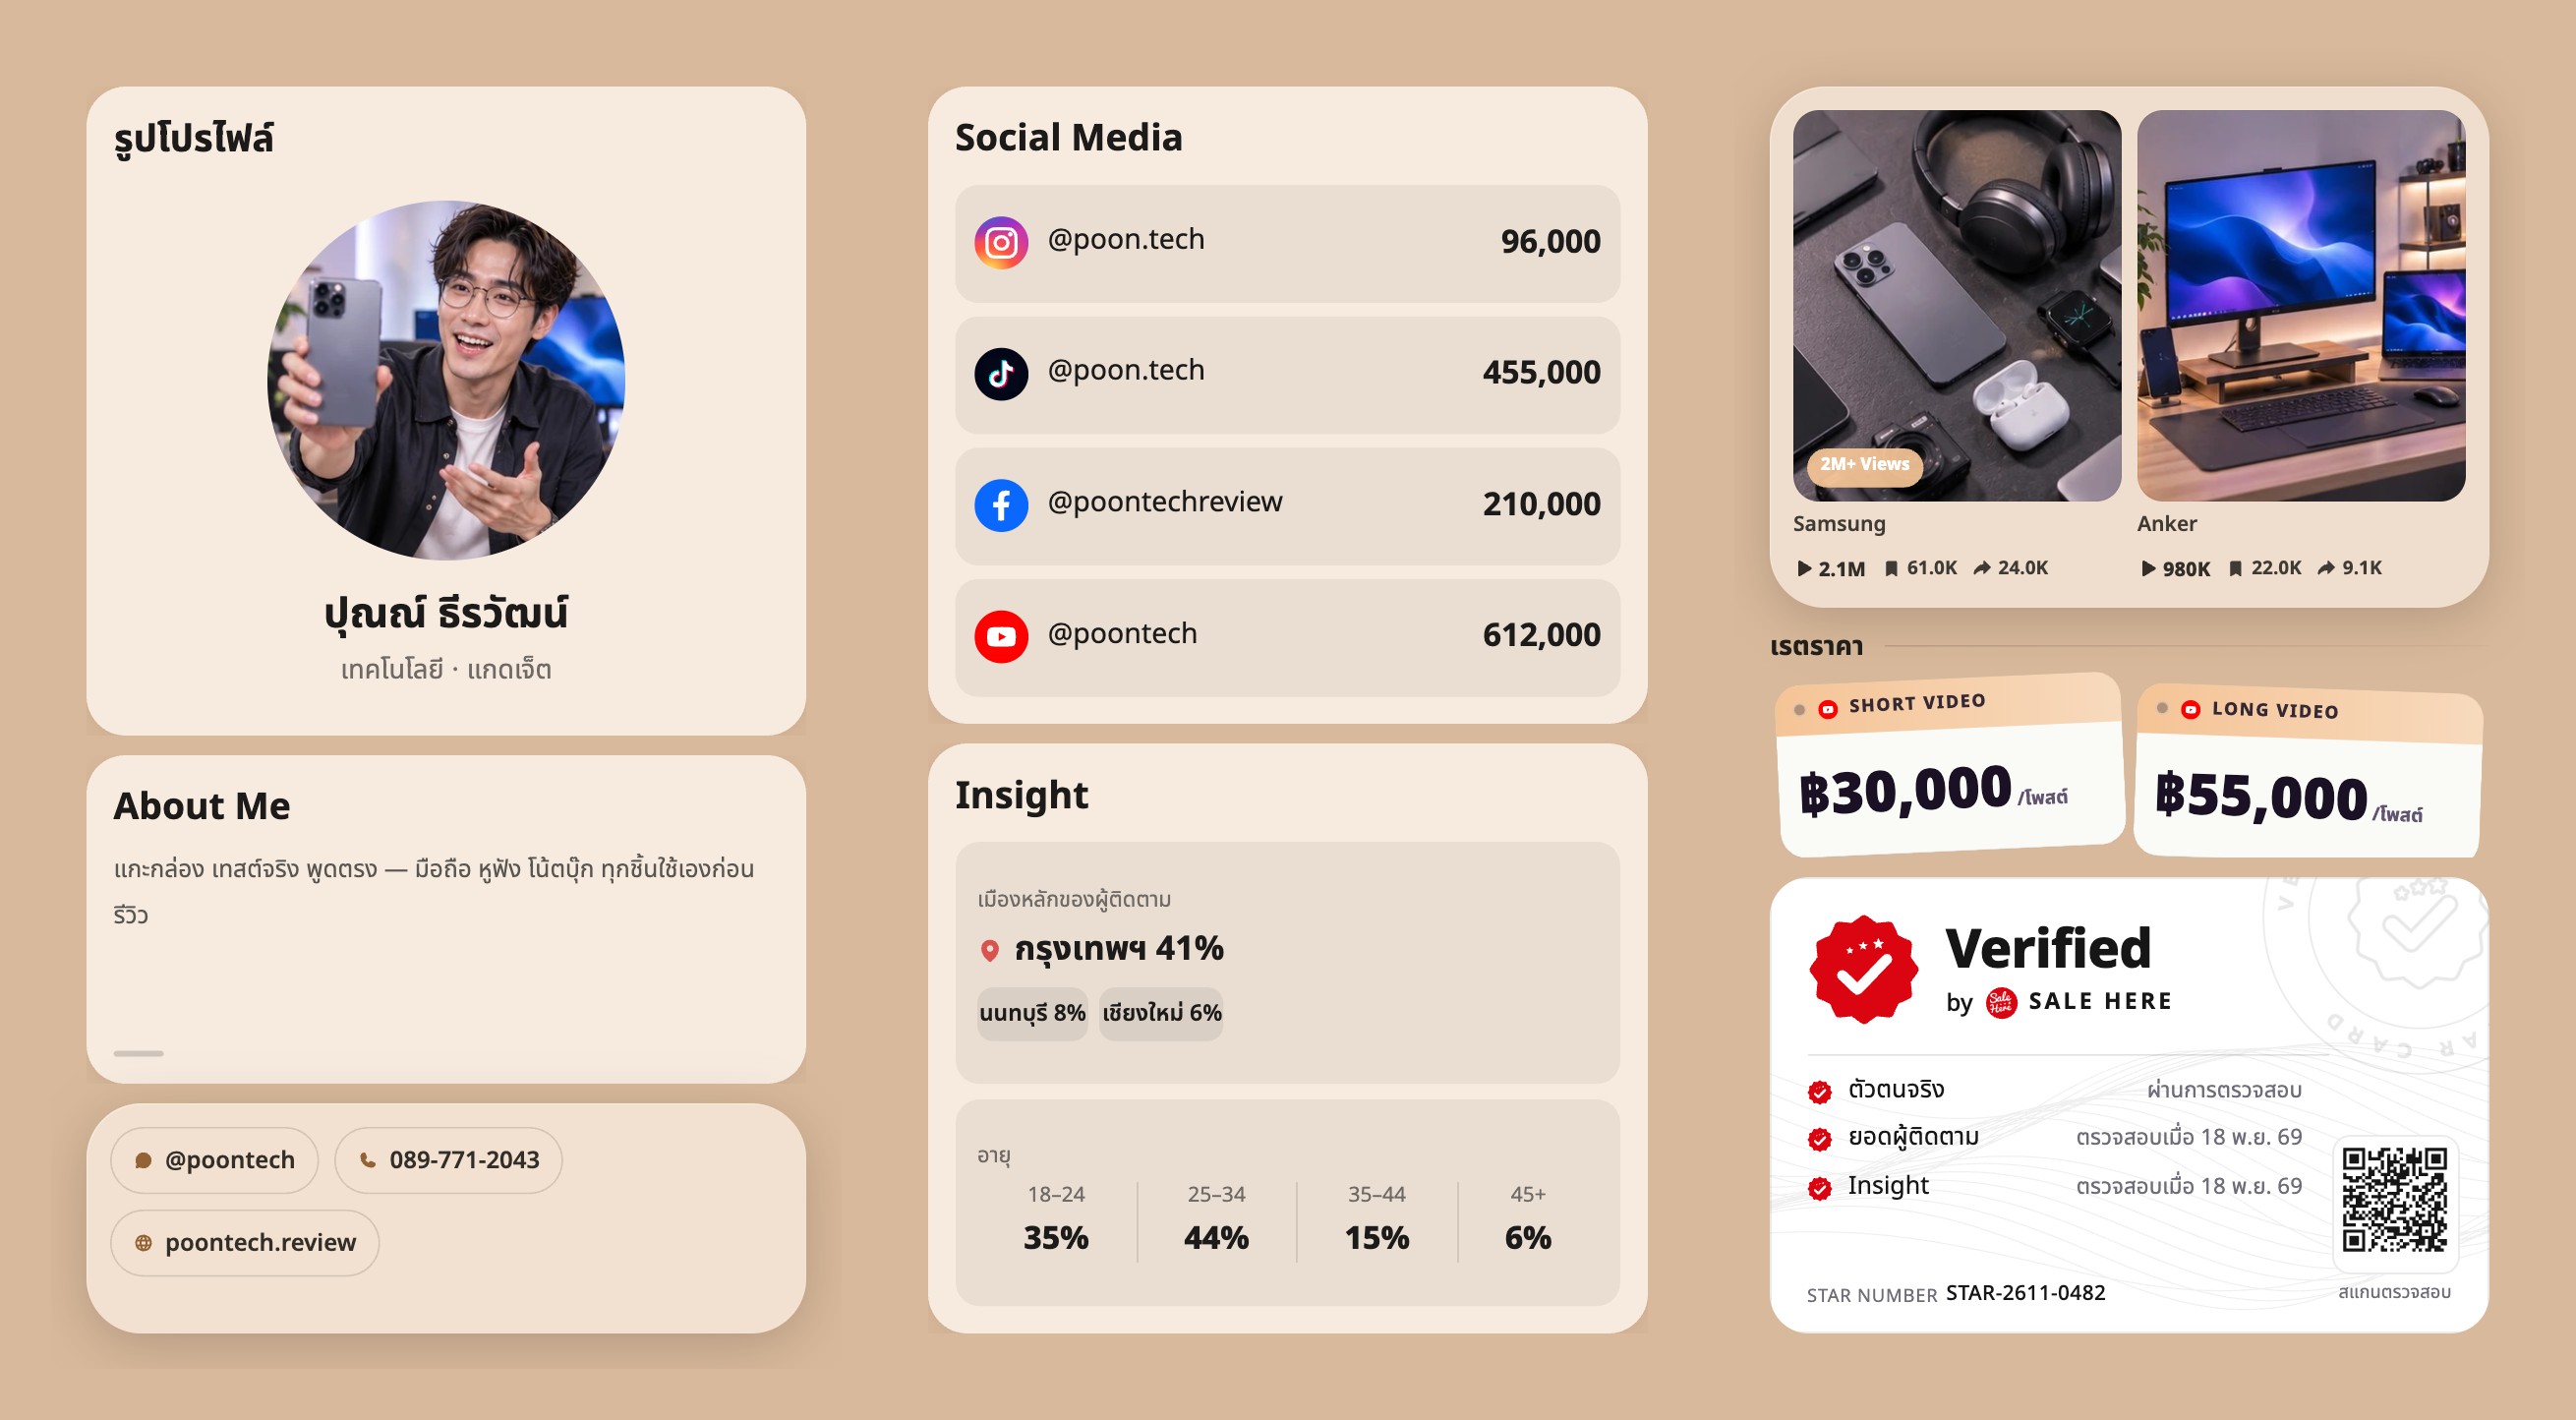 รูปโปรไฟล์
ปุณณ์ ธีรวัฒน์
เทคโนโลยี · แกดเจ็ต
About Me
แกะกล่อง เทสต์จริง พูดตรง — มือถือ หูฟัง โน้ตบุ๊ก ทุกชิ้นใช้เองก่อน
รีวิว
@poontech
089-771-2043
poontech.review
Social Media
@poon.tech 96,000
@poon.tech 455,000
@poontechreview 210,000
@poontech 612,000
Insight
เมืองหลักของผู้ติดตาม
กรุงเทพฯ 41%
นนทบุรี 8% เชียงใหม่ 6%
อายุ
18–24 25–34 35–44 45+
35% 44% 15% 6%
2M+ Views
Samsung
2.1M 61.0K 24.0K
Anker
980K 22.0K 9.1K
เรตราคา
SHORT VIDEO
฿30,000 /โพสต์
LONG VIDEO
฿55,000 /โพสต์
Verified
by Sale Here SALE HERE
ตัวตนจริง ผ่านการตรวจสอบ
ยอดผู้ติดตาม ตรวจสอบเมื่อ 18 พ.ย. 69
Insight ตรวจสอบเมื่อ 18 พ.ย. 69
STAR NUMBER STAR-2611-0482
สแกนตรวจสอบ